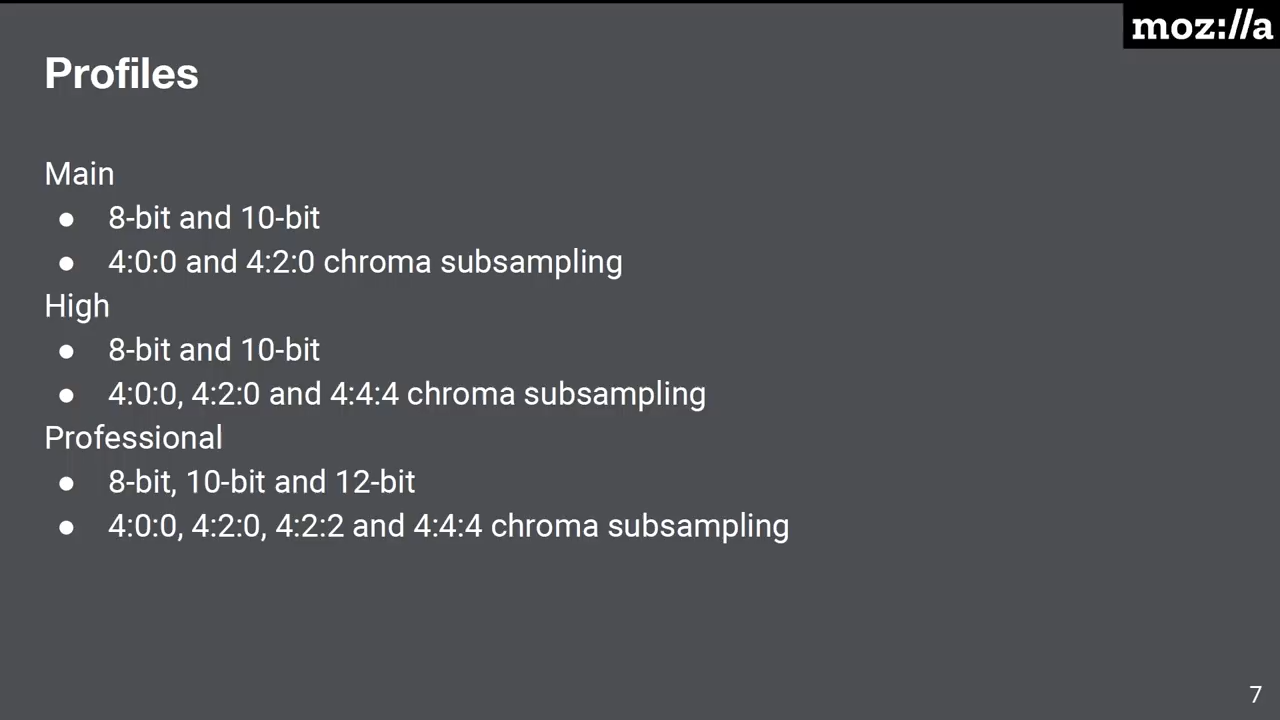 moz://a
Profiles
Main
● 8-bit and 10-bit
● 4:0:0 and 4:2:0 chroma subsampling
High
● 8-bit and 10-bit
● 4:0:0, 4:2:0 and 4:4:4 chroma subsampling
Professional
● 8-bit, 10-bit and 12-bit
● 4:0:0, 4:2:0, 4:2:2 and 4:4:4 chroma subsampling
7